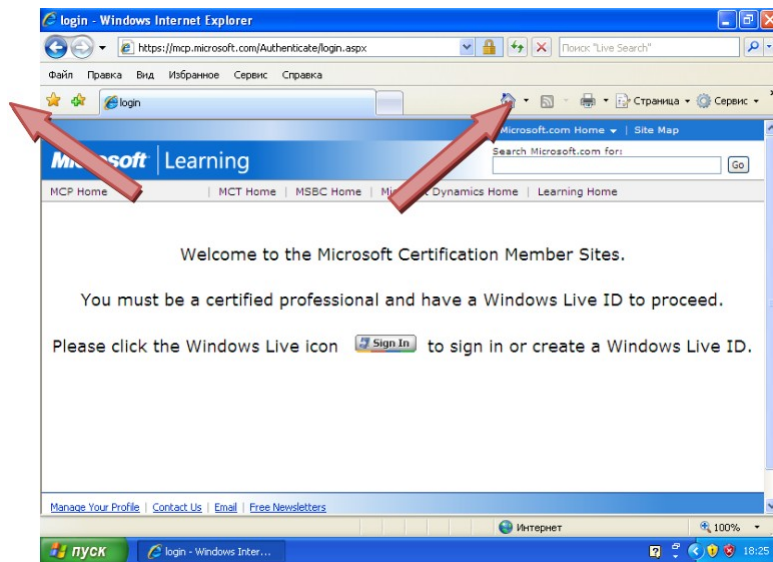 login - Windows Internet Explorer
https://mcp.microsoft.com/Authenticate/login.aspx
Поиск "Live Search"
Файл Правка Вид Избранное Сервис Справка
login
Страница Сервис
Microsoft.com Home | Site Map
Microsoft Learning
Search Microsoft.com for:
Go
MCP Home | MCT Home | MSBC Home | Microsoft Dynamics Home | Learning Home
Welcome to the Microsoft Certification Member Sites.
You must be a certified professional and have a Windows Live ID to proceed.
Please click the Windows Live icon Sign In to sign in or create a Windows Live ID.
Manage Your Profile | Contact Us | Email | Free Newsletters
Интернет 100%
пуск login - Windows Inter... 18:25